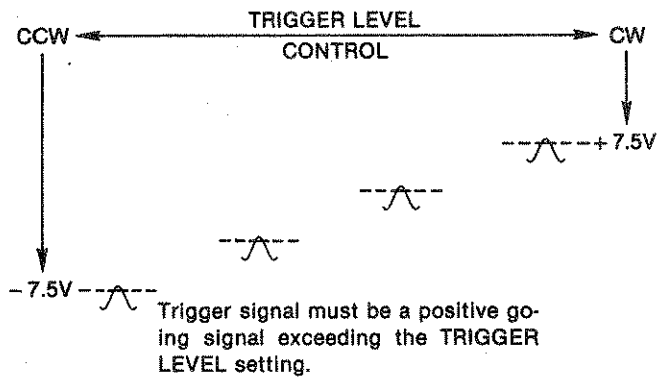 TRIGGER LEVEL
CCW CW
CONTROL
+ 7.5V
- 7.5V
Trigger signal must be a positive go-
ing signal exceeding the TRIGGER
LEVEL setting.